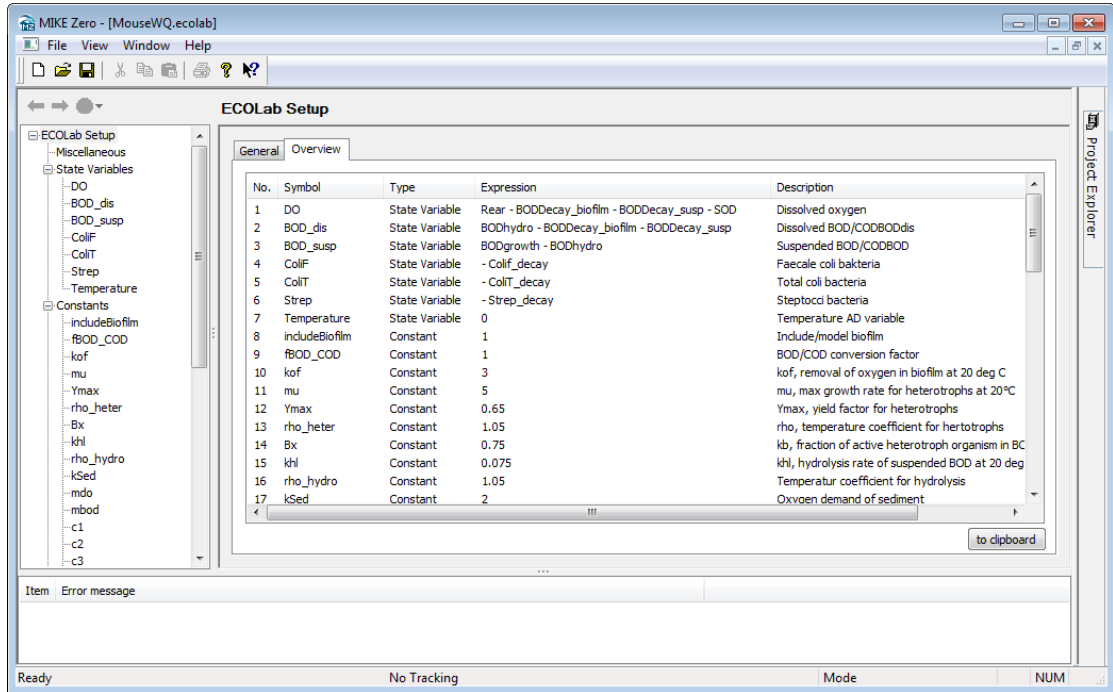 MIKE Zero - [MouseWQ.ecolab]
File View Window Help
ECOLab Setup
ECOLab Setup
Miscellaneous
State Variables
DO
BOD_dis
BOD_susp
ColiF
ColiT
Strep
Temperature
Constants
includeBiofilm
fBOD_COD
kof
mu
Ymax
rho_heter
Bx
khl
rho_hydro
kSed
mdo
mbod
c1
c2
c3
General Overview
No. Symbol Type Expression Description
1 DO State Variable Rear - BODDecay_biofilm - BODDecay_susp - SOD Dissolved oxygen
2 BOD_dis State Variable BODhydro - BODDecay_biofilm - BODDecay_susp Dissolved BOD/CODBODdis
3 BOD_susp State Variable BODgrowth - BODhydro Suspended BOD/CODBOD
4 ColiF State Variable - Colif_decay Faecale coli bakteria
5 ColiT State Variable - ColiT_decay Total coli bacteria
6 Strep State Variable - Strep_decay Steptocci bacteria
7 Temperature State Variable 0 Temperature AD variable
8 includeBiofilm Constant 1 Include/model biofilm
9 fBOD_COD Constant 1 BOD/COD conversion factor
10 kof Constant 3 kof, removal of oxygen in biofilm at 20 deg C
11 mu Constant 5 mu, max growth rate for heterotrophs at 20°C
12 Ymax Constant 0.65 Ymax, yield factor for heterotrophs
13 rho_heter Constant 1.05 rho, temperature coefficient for hertotrophs
14 Bx Constant 0.75 kb, fraction of active heterotroph organism in BC
15 khl Constant 0.075 khl, hydrolysis rate of suspended BOD at 20 deg
16 rho_hydro Constant 1.05 Temperatur coefficient for hydrolysis
17 kSed Constant 2 Oxygen demand of sediment
to clipboard
Project Explorer
Item Error message
Ready No Tracking Mode NUM